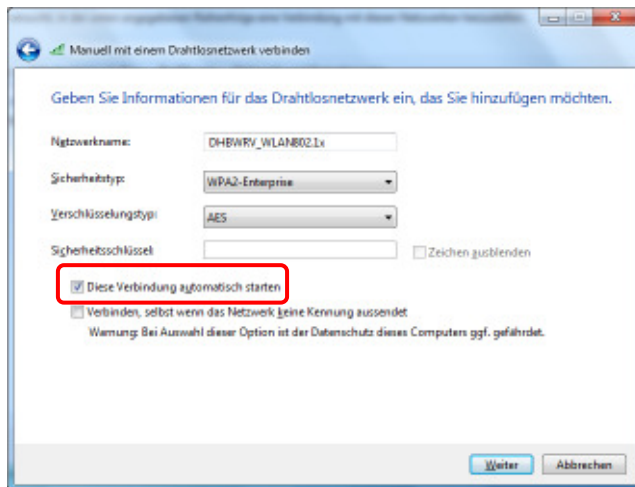 Manuell mit einem Drahtlosnetzwerk verbinden
Geben Sie Informationen für das Drahtlosnetzwerk ein, das Sie hinzufügen möchten.
Netzwerkname: DHBWRV_WLAN802.1x
Sicherheitstyp: WPA2-Enterprise
Verschlüsselungstyp: AES
Sicherheitsschlüssel: Zeichen ausblenden
Diese Verbindung automatisch starten
Verbinden, selbst wenn das Netzwerk keine Kennung aussendet
Warnung: Bei Auswahl dieser Option ist der Datenschutz dieses Computers ggf. gefährdet.
Weiter Abbrechen